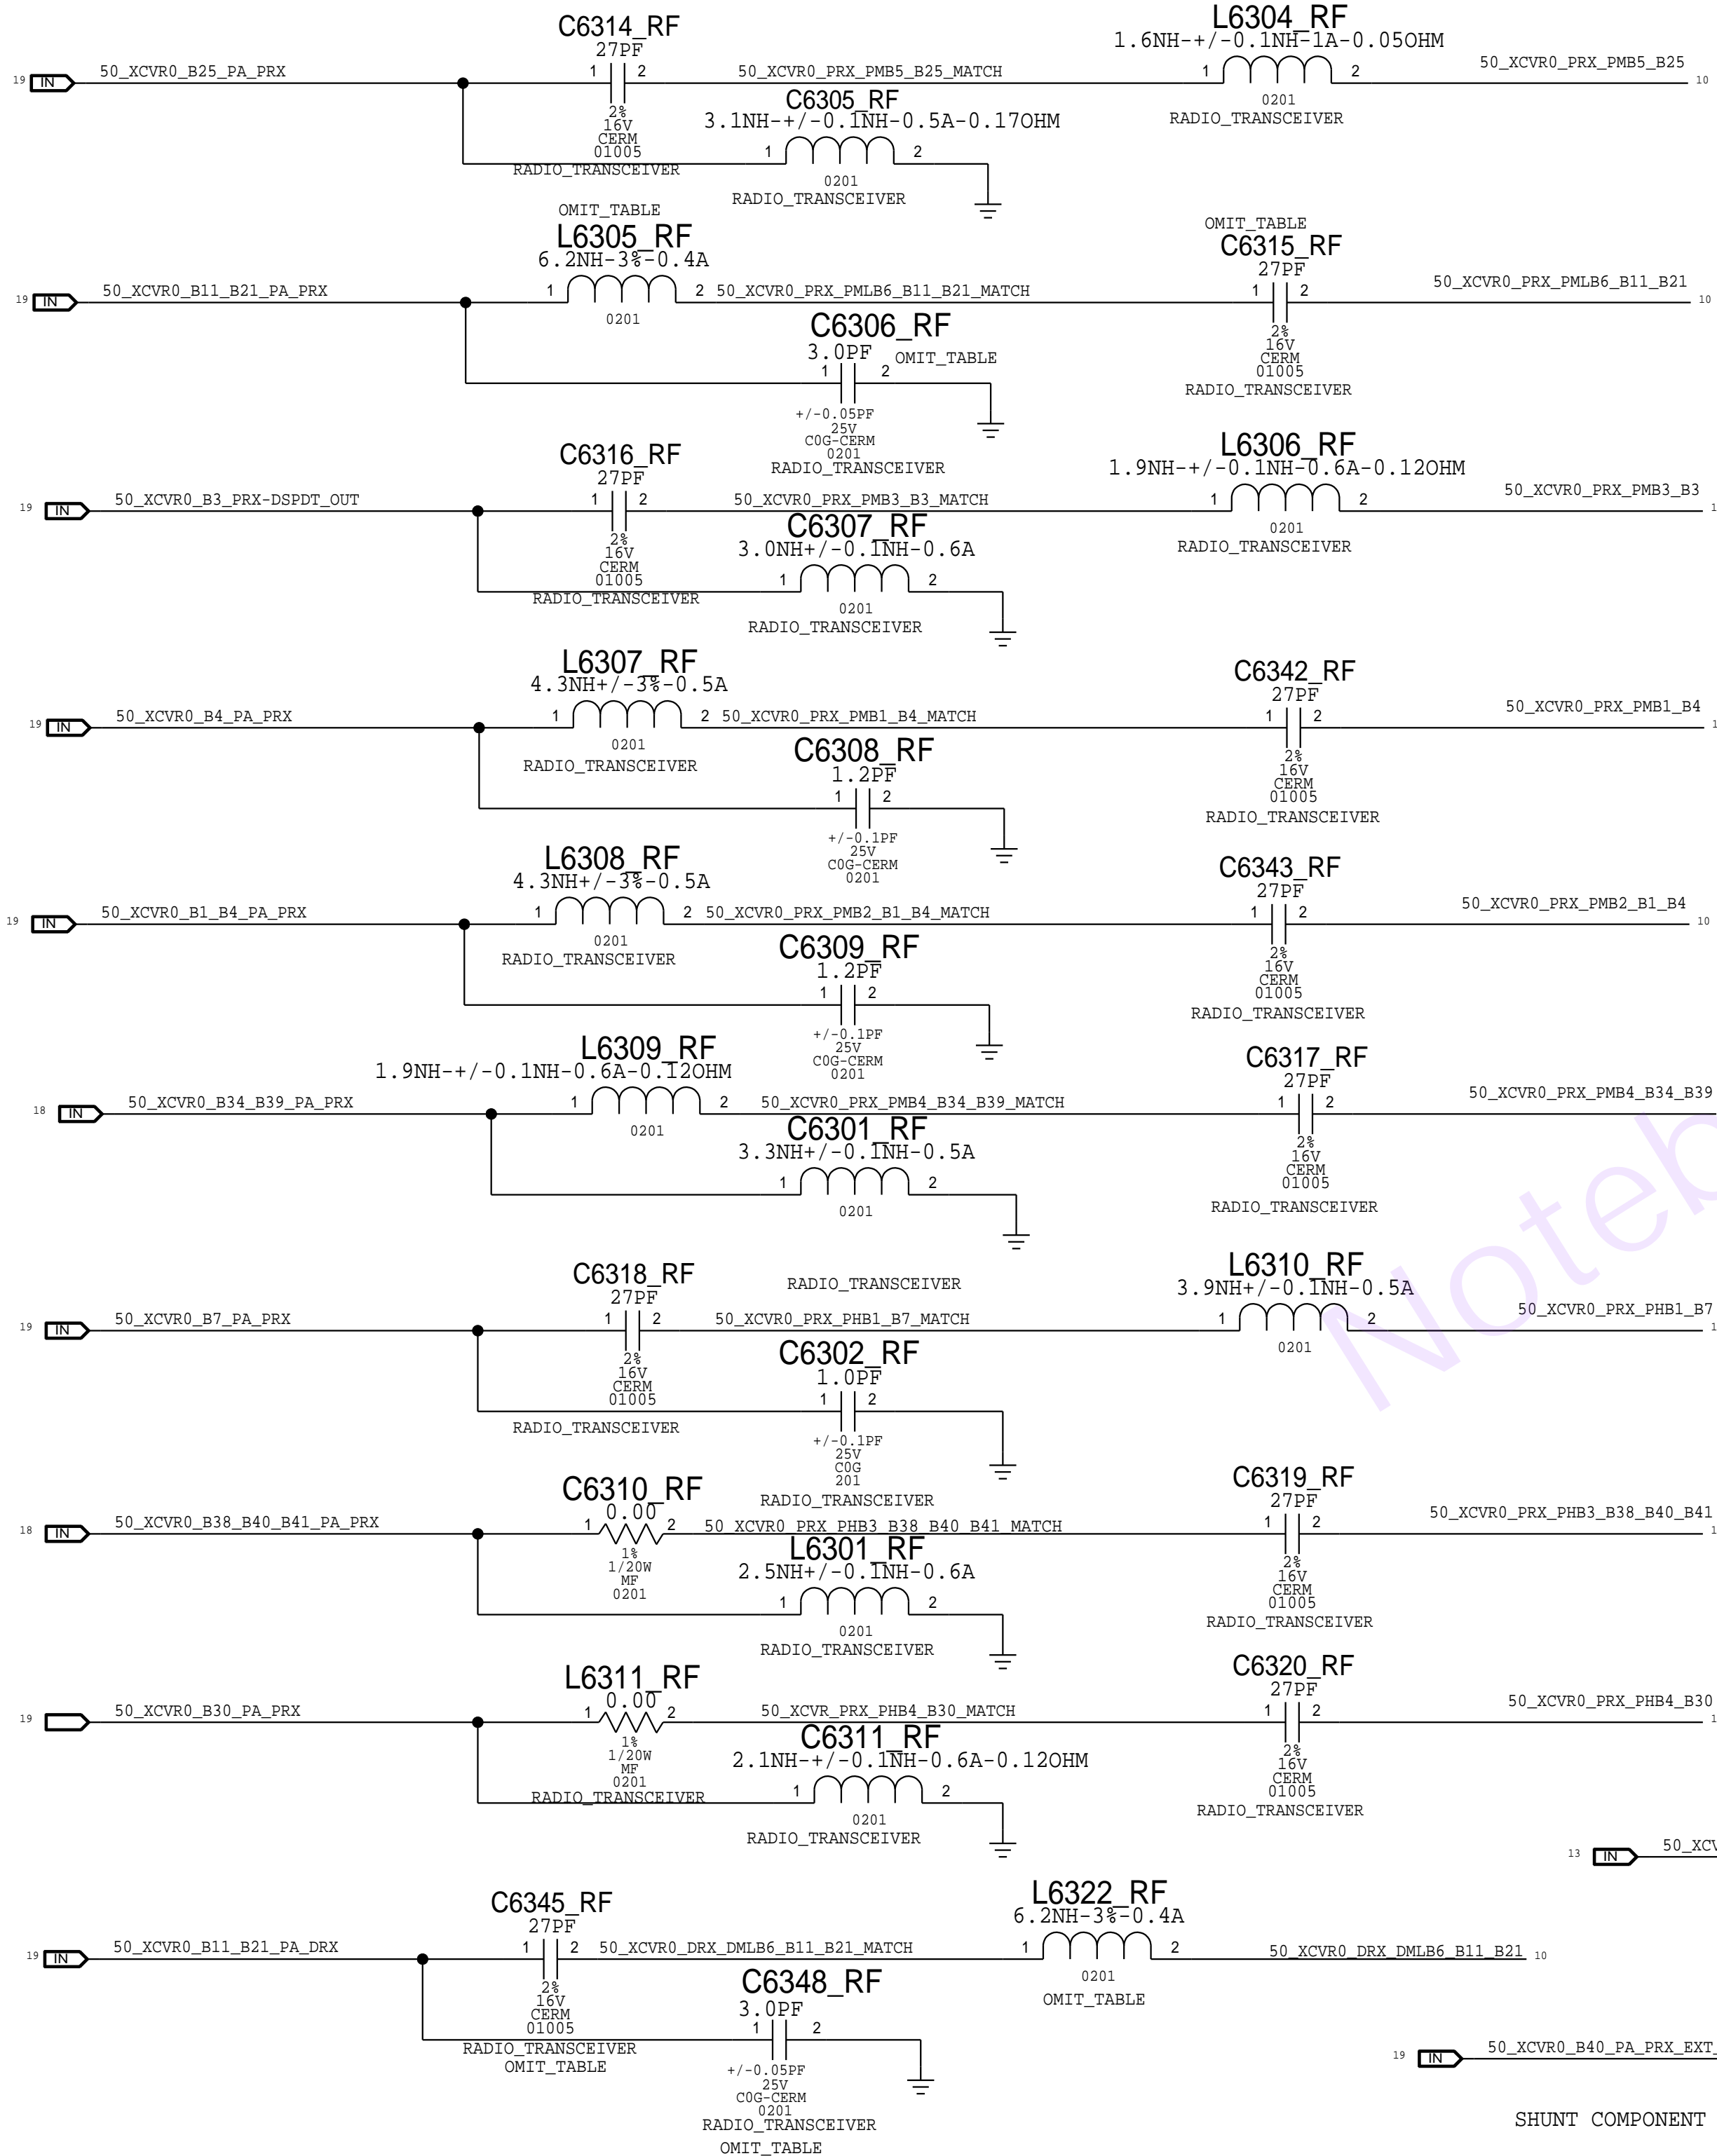 C6314_RF
27PF
L6304_RF
1.6NH-+/-0.1NH-1A-0.05OHM
19 IN 50_XCVR0_B25_PA_PRX
1 2
50_XCVR0_PRX_PMB5_B25_MATCH
1 2
50_XCVR0_PRX_PMB5_B25
10
2%
16V
CERM
01005
RADIO_TRANSCEIVER
0201
RADIO_TRANSCEIVER
C6305_RF
3.1NH-+/-0.1NH-0.5A-0.17OHM
1 2
0201
RADIO_TRANSCEIVER
OMIT_TABLE
L6305_RF
6.2NH-3%-0.4A
OMIT_TABLE
C6315_RF
27PF
19 IN 50_XCVR0_B11_B21_PA_PRX
1 2
50_XCVR0_PRX_PMLB6_B11_B21_MATCH
1 2
50_XCVR0_PRX_PMLB6_B11_B21
10
0201
2%
16V
CERM
01005
RADIO_TRANSCEIVER
C6306_RF
3.0PF
OMIT_TABLE
1 2
+/-0.05PF
25V
C0G-CERM
0201
RADIO_TRANSCEIVER
C6316_RF
27PF
L6306_RF
1.9NH-+/-0.1NH-0.6A-0.12OHM
19 IN 50_XCVR0_B3_PRX-DSPDT_OUT
1 2
50_XCVR0_PRX_PMB3_B3_MATCH
1 2
50_XCVR0_PRX_PMB3_B3
1
2%
16V
CERM
01005
RADIO_TRANSCEIVER
0201
RADIO_TRANSCEIVER
C6307_RF
3.0NH+/-0.1NH-0.6A
1 2
0201
RADIO_TRANSCEIVER
L6307_RF
4.3NH+/-3%-0.5A
C6342_RF
27PF
19 IN 50_XCVR0_B4_PA_PRX
1 2
50_XCVR0_PRX_PMB1_B4_MATCH
1 2
50_XCVR0_PRX_PMB1_B4
1
0201
RADIO_TRANSCEIVER
2%
16V
CERM
01005
RADIO_TRANSCEIVER
C6308_RF
1.2PF
1 2
+/-0.1PF
25V
C0G-CERM
0201
L6308_RF
4.3NH+/-3%-0.5A
C6343_RF
27PF
19 IN 50_XCVR0_B1_B4_PA_PRX
1 2
50_XCVR0_PRX_PMB2_B1_B4_MATCH
1 2
50_XCVR0_PRX_PMB2_B1_B4
10
0201
RADIO_TRANSCEIVER
2%
16V
CERM
01005
RADIO_TRANSCEIVER
C6309_RF
1.2PF
1 2
+/-0.1PF
25V
C0G-CERM
0201
L6309_RF
1.9NH-+/-0.1NH-0.6A-0.12OHM
C6317_RF
27PF
18 IN 50_XCVR0_B34_B39_PA_PRX
1 2
50_XCVR0_PRX_PMB4_B34_B39_MATCH
1 2
50_XCVR0_PRX_PMB4_B34_B39
0201
2%
16V
CERM
01005
RADIO_TRANSCEIVER
C6301_RF
3.3NH+/-0.1NH-0.5A
1 2
0201
RADIO_TRANSCEIVER
C6318_RF
27PF
L6310_RF
3.9NH+/-0.1NH-0.5A
19 IN 50_XCVR0_B7_PA_PRX
1 2
50_XCVR0_PRX_PHB1_B7_MATCH
1 2
50_XCVR0_PRX_PHB1_B7
1
2%
16V
CERM
01005
RADIO_TRANSCEIVER
0201
C6302_RF
1.0PF
1 2
+/-0.1PF
25V
C0G
201
RADIO_TRANSCEIVER
C6310_RF
0.00
C6319_RF
27PF
18 IN 50_XCVR0_B38_B40_B41_PA_PRX
1 2
50_XCVR0_PRX_PHB3_B38_B40_B41_MATCH
1 2
50_XCVR0_PRX_PHB3_B38_B40_B41
1
1%
1/20W
MF
0201
2%
16V
CERM
01005
RADIO_TRANSCEIVER
L6301_RF
2.5NH+/-0.1NH-0.6A
1 2
0201
RADIO_TRANSCEIVER
L6311_RF
0.00
C6320_RF
27PF
19 50_XCVR0_B30_PA_PRX
1 2
50_XCVR_PRX_PHB4_B30_MATCH
1 2
50_XCVR0_PRX_PHB4_B30
1
1%
1/20W
MF
0201
RADIO_TRANSCEIVER
2%
16V
CERM
01005
RADIO_TRANSCEIVER
C6311_RF
2.1NH-+/-0.1NH-0.6A-0.12OHM
1 2
0201
RADIO_TRANSCEIVER
13 IN 50_XCV
C6345_RF
27PF
L6322_RF
6.2NH-3%-0.4A
19 IN 50_XCVR0_B11_B21_PA_DRX
1 2
50_XCVR0_DRX_DMLB6_B11_B21_MATCH
1 2
50_XCVR0_DRX_DMLB6_B11_B21
10
2%
16V
CERM
01005
RADIO_TRANSCEIVER
OMIT_TABLE
0201
OMIT_TABLE
C6348_RF
3.0PF
1 2
+/-0.05PF
25V
C0G-CERM
0201
RADIO_TRANSCEIVER
OMIT_TABLE
19 IN 50_XCVR0_B40_PA_PRX_EXT_
SHUNT COMPONENT
Noteb